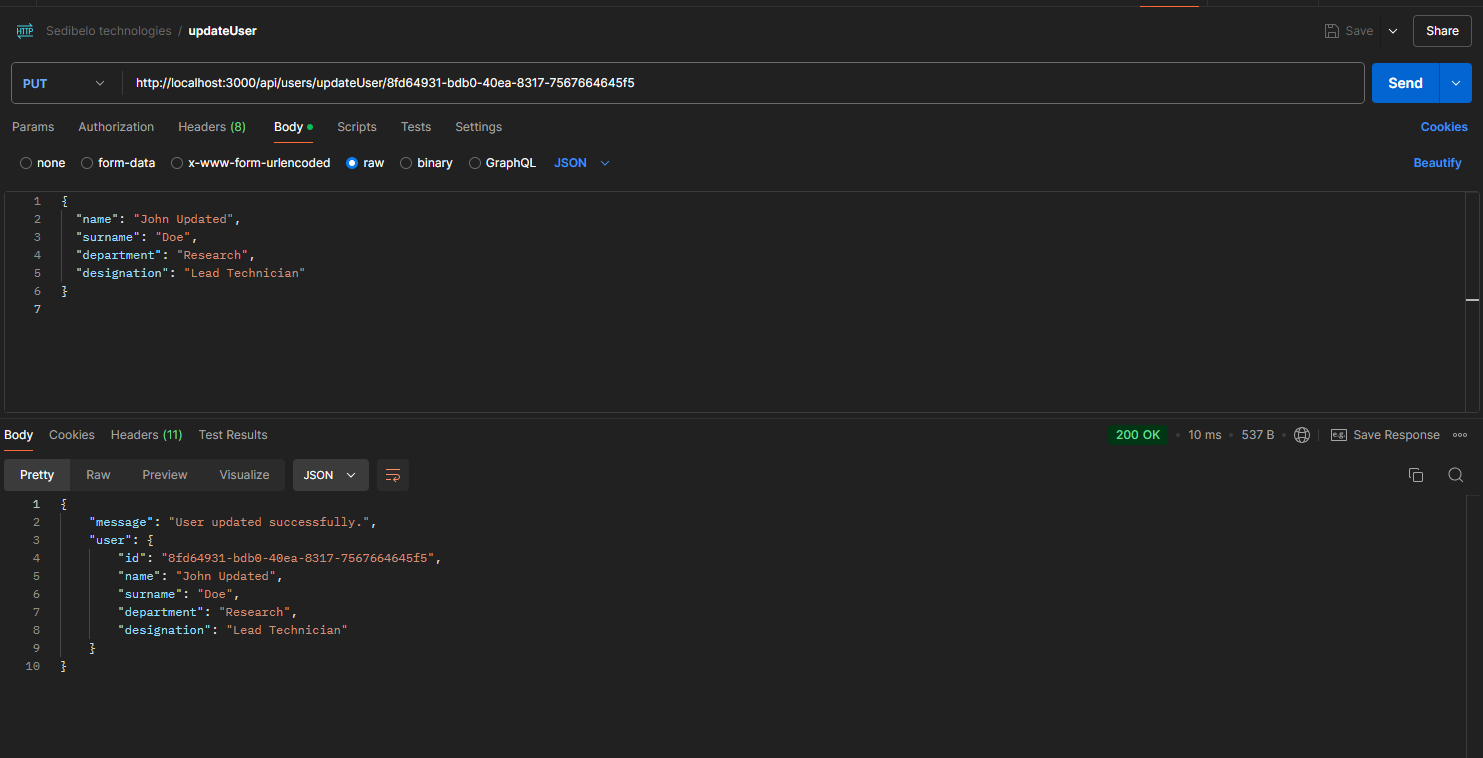 HTTP Sedibelo technologies / updateUser Save Share
PUT http://localhost:3000/api/users/updateUser/8fd64931-bdb0-40ea-8317-7567664645f5 Send
Params Authorization Headers (8) Body Scripts Tests Settings Cookies
none form-data x-www-form-urlencoded raw binary GraphQL JSON Beautify
1 {
2 "name": "John Updated",
3 "surname": "Doe",
4 "department": "Research",
5 "designation": "Lead Technician"
6 }
7
Body Cookies Headers (11) Test Results 200 OK • 10 ms • 537 B • e.g. Save Response
Pretty Raw Preview Visualize JSON
1 {
2 "message": "User updated successfully.",
3 "user": {
4 "id": "8fd64931-bdb0-40ea-8317-7567664645f5",
5 "name": "John Updated",
6 "surname": "Doe",
7 "department": "Research",
8 "designation": "Lead Technician"
9 }
10 }